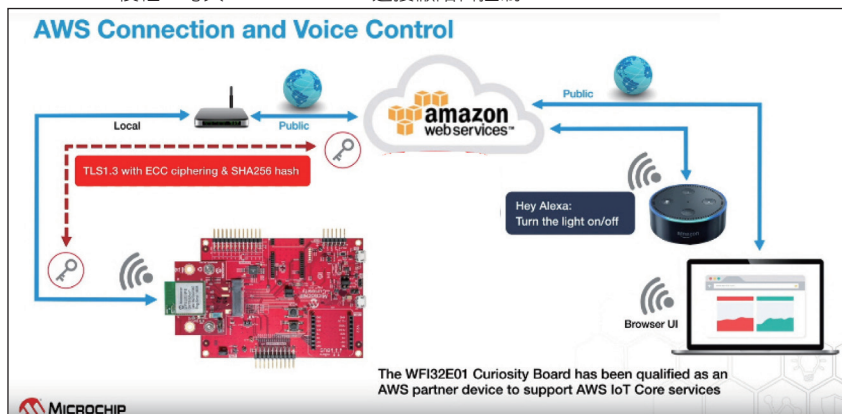 AWS Connection and Voice Control
Local
Public
amazon
web services™
Public
TLS1.3 with ECC ciphering & SHA256 hash
Hey Alexa:
Turn the light on/off
Browser UI
The WFI32E01 Curiosity Board has been qualified as an
AWS partner device to support AWS IoT Core services
MICROCHIP